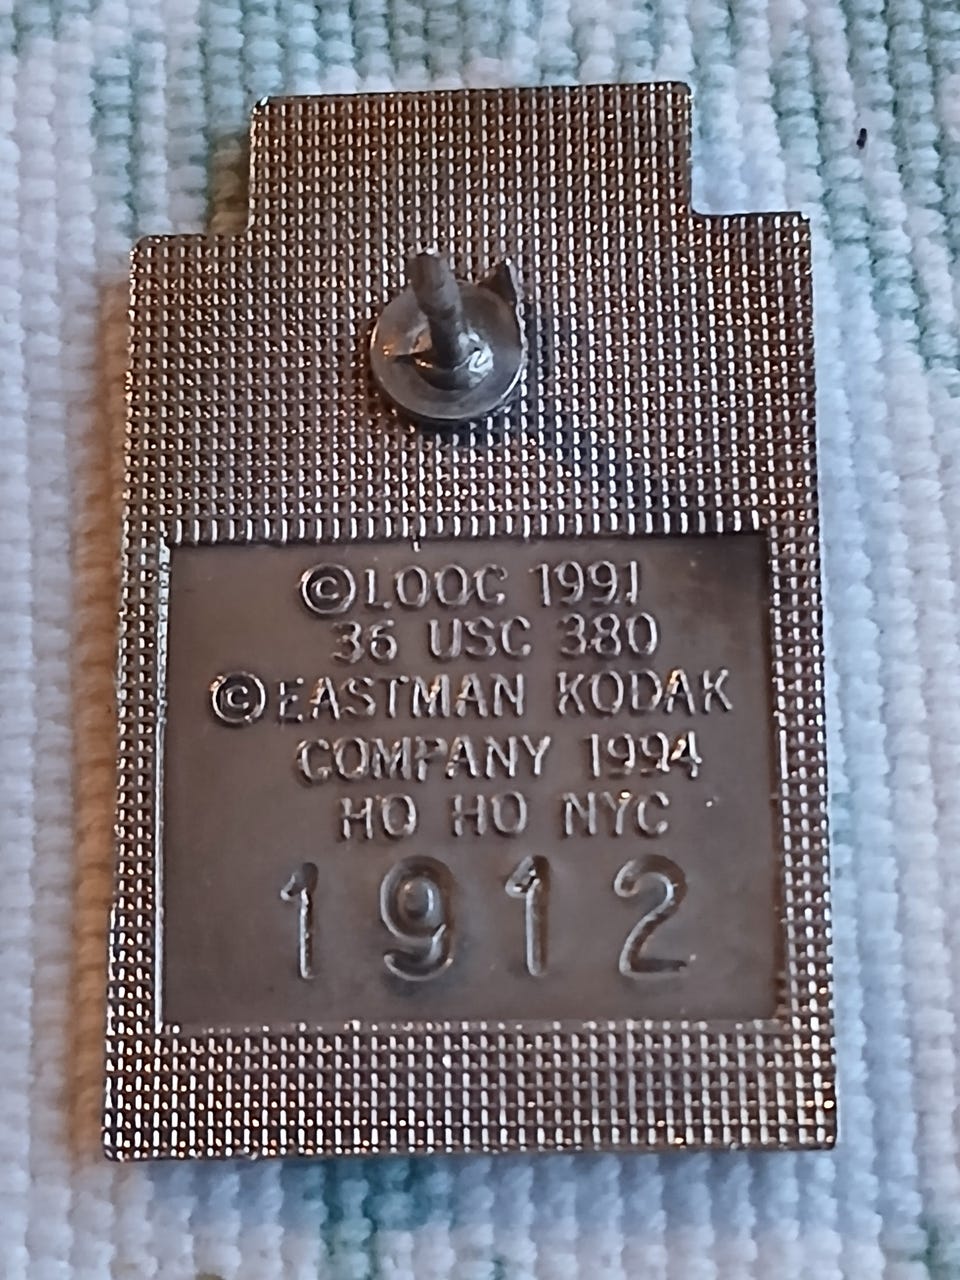 ©LOOC 1991
36 USC 380
©EASTMAN KODAK
COMPANY 1994
HO HO NYC
1912